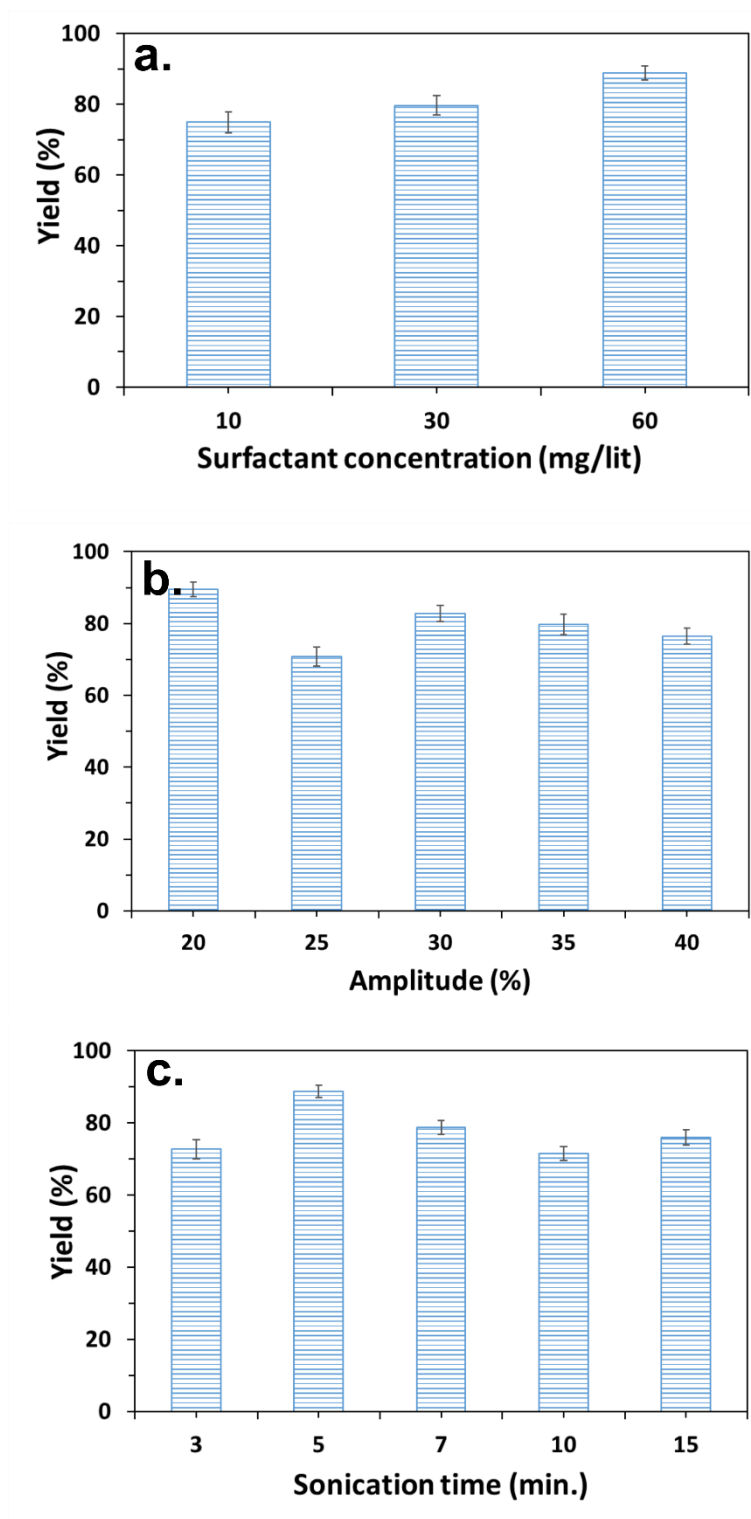 a.
100
80
60
40
20
0
Yield (%)
10 30 60
Surfactant concentration (mg/lit)
b.
100
80
60
40
20
0
Yield (%)
20 25 30 35 40
Amplitude (%)
c.
100
80
60
40
20
0
Yield (%)
3 5 7 10 15
Sonication time (min.)